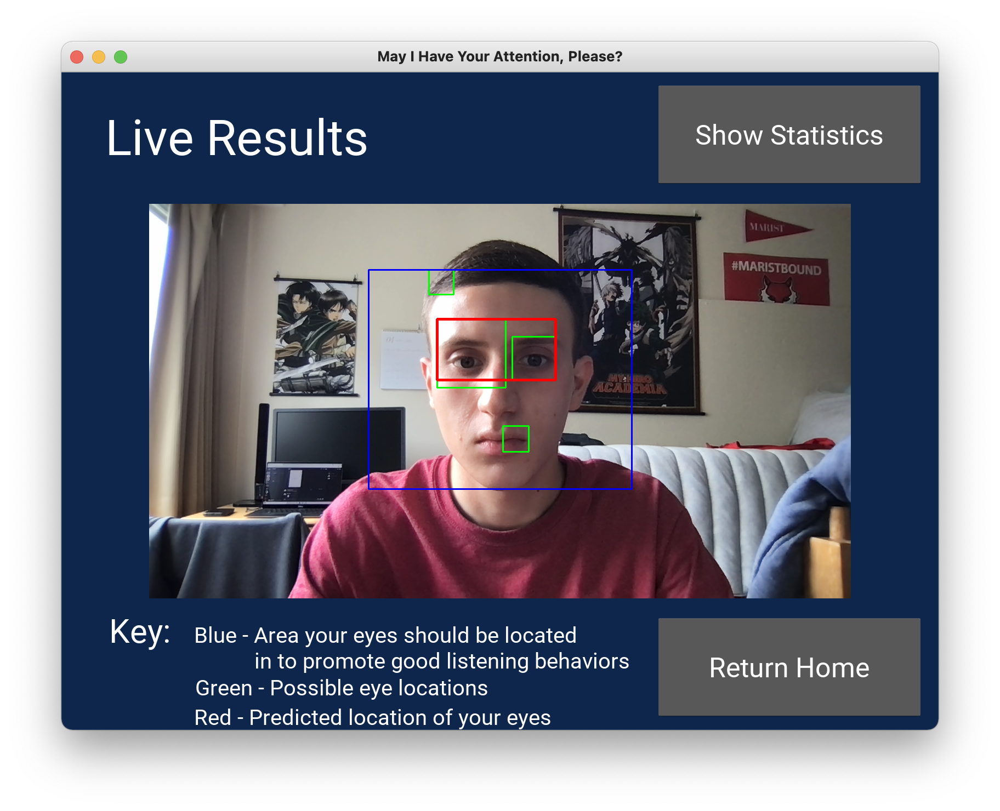 May I Have Your Attention, Please?
Live Results
Show Statistics
MARIST
#MARISTBOUND
MY HERO
ACADEMIA
Key:
Blue - Area your eyes should be located
in to promote good listening behaviors
Green - Possible eye locations
Red - Predicted location of your eyes
Return Home